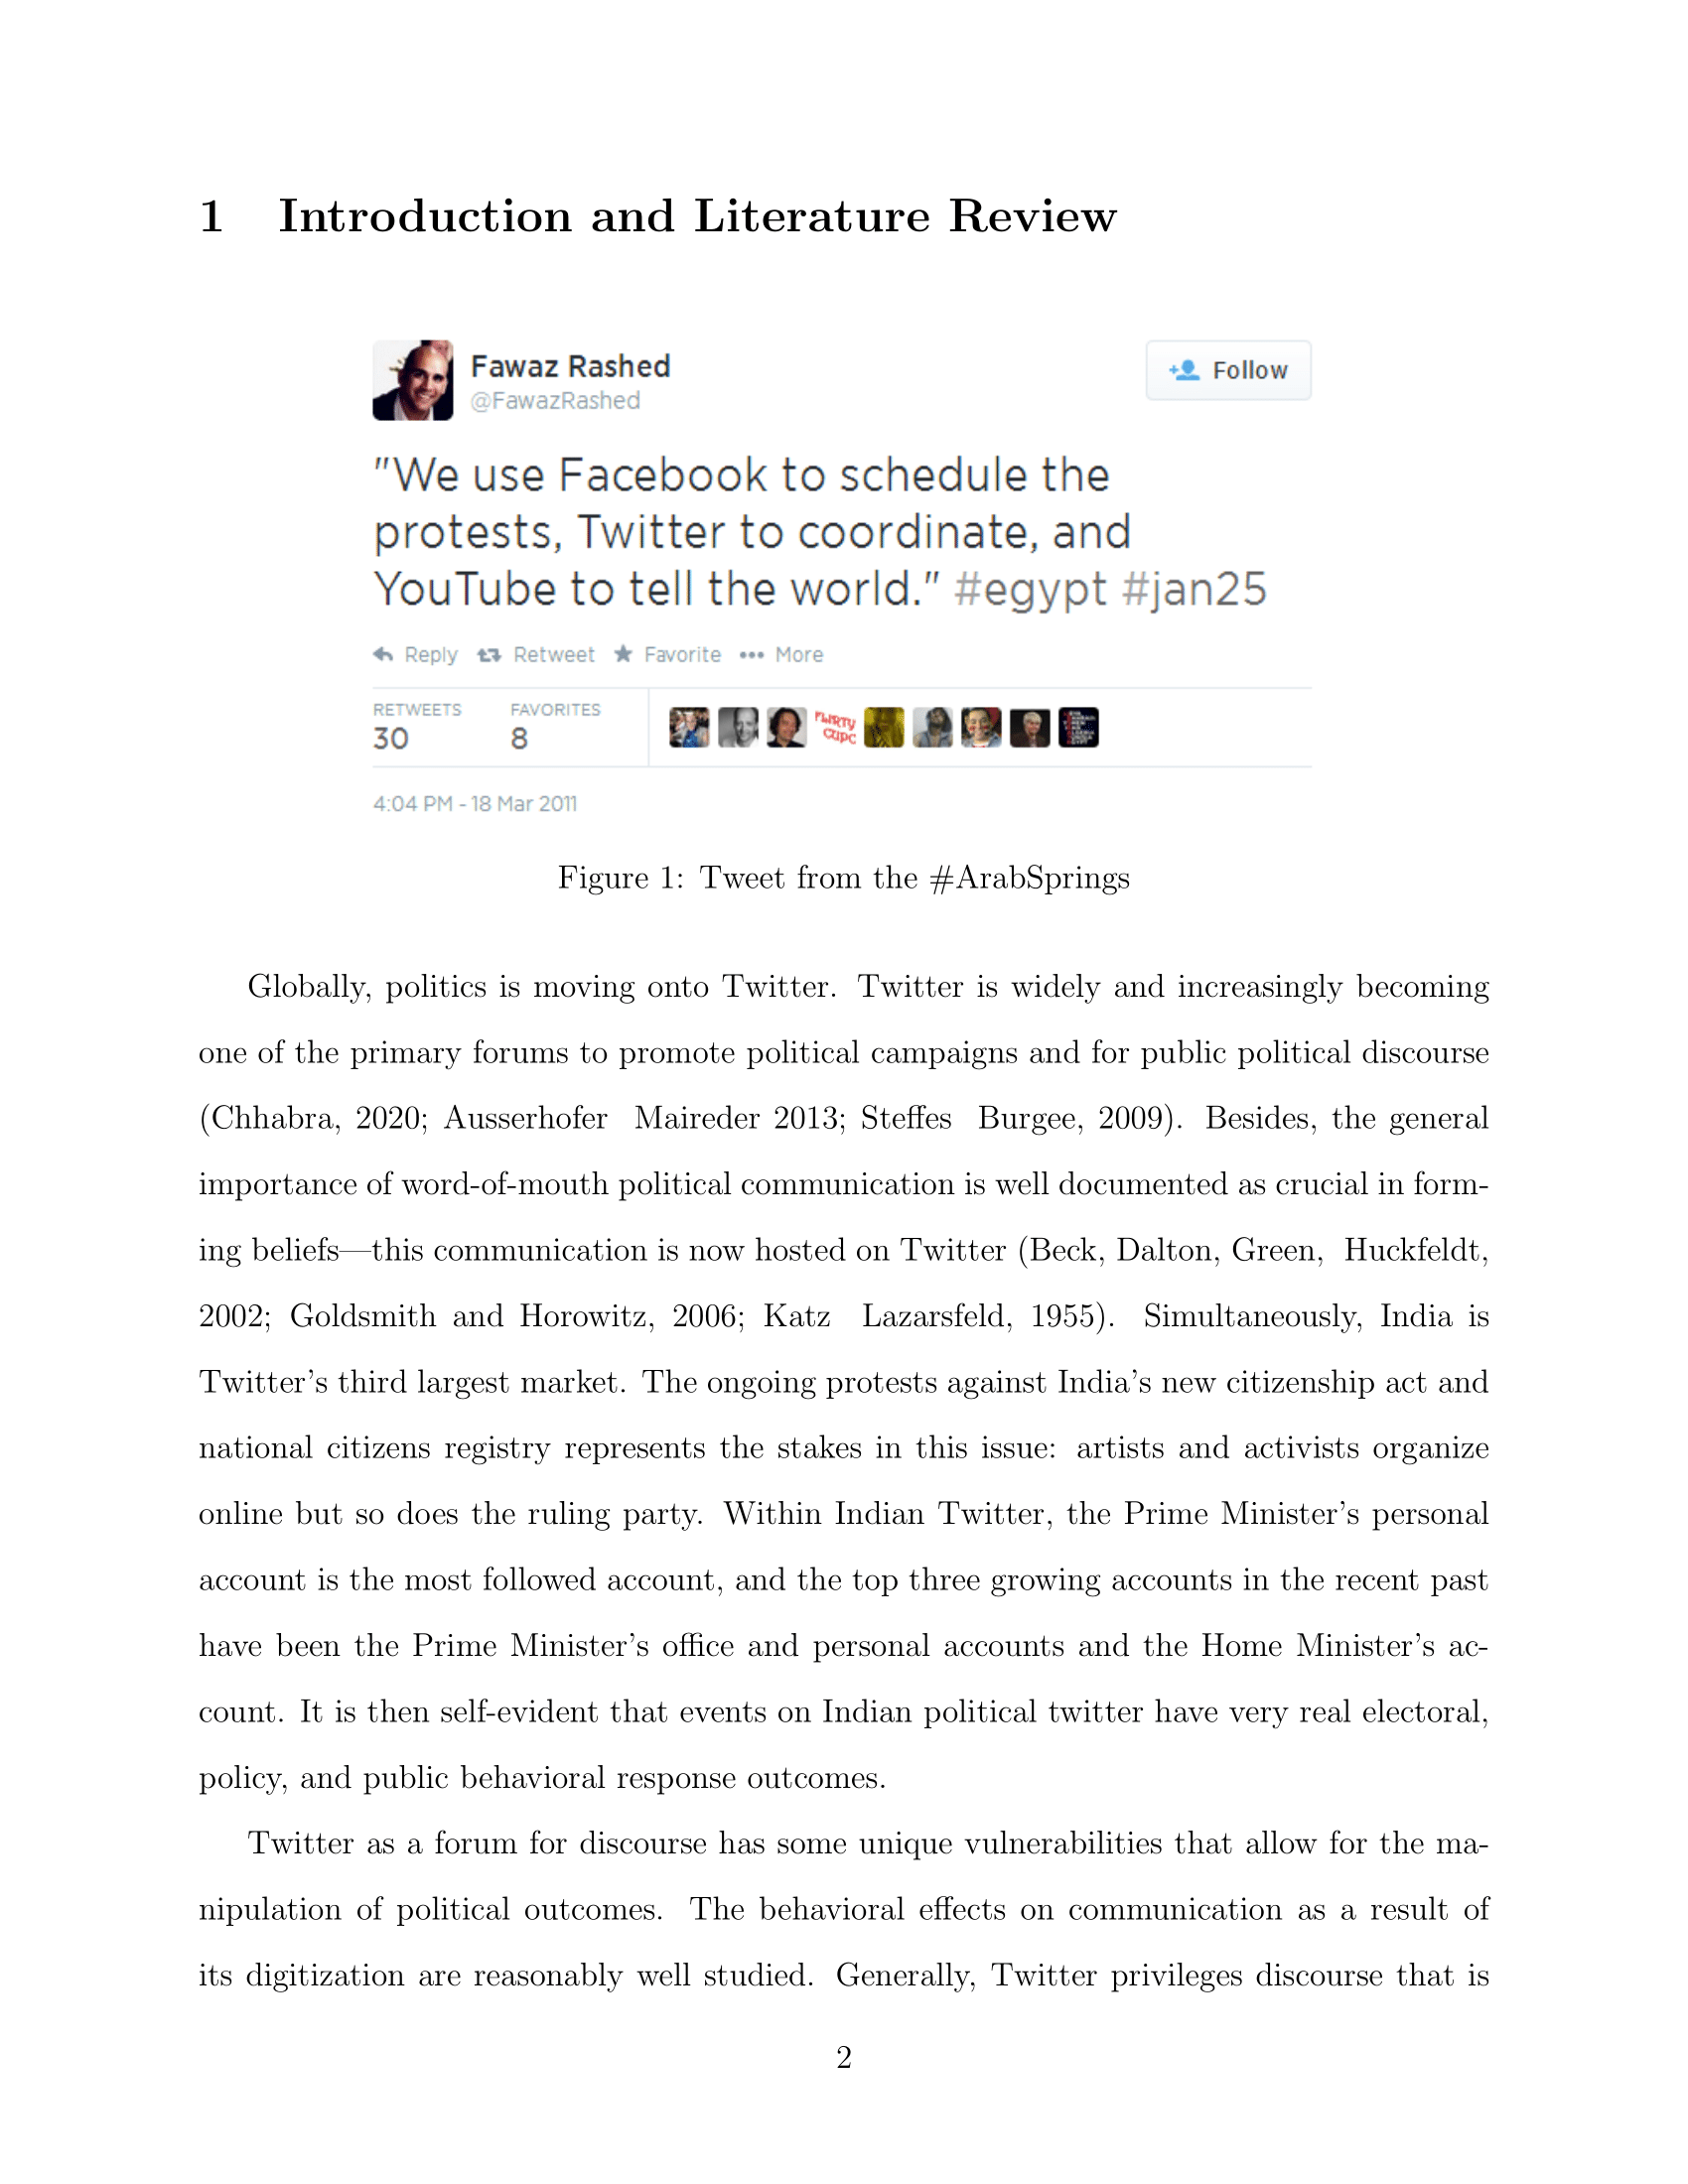 1 Introduction and Literature Review
Fawaz Rashed
@FawazRashed
Follow
"We use Facebook to schedule the
protests, Twitter to coordinate, and
YouTube to tell the world." #egypt #jan25
Reply Retweet Favorite More
RETWEETS FAVORITES
30 8
4:04 PM - 18 Mar 2011
Figure 1: Tweet from the #ArabSprings
Globally, politics is moving onto Twitter. Twitter is widely and increasingly becoming
one of the primary forums to promote political campaigns and for public political discourse
(Chhabra, 2020; Ausserhofer Maireder 2013; Steffes Burgee, 2009). Besides, the general
importance of word-of-mouth political communication is well documented as crucial in form-
ing beliefs—this communication is now hosted on Twitter (Beck, Dalton, Green, Huckfeldt,
2002; Goldsmith and Horowitz, 2006; Katz Lazarsfeld, 1955). Simultaneously, India is
Twitter's third largest market. The ongoing protests against India's new citizenship act and
national citizens registry represents the stakes in this issue: artists and activists organize
online but so does the ruling party. Within Indian Twitter, the Prime Minister's personal
account is the most followed account, and the top three growing accounts in the recent past
have been the Prime Minister's office and personal accounts and the Home Minister's ac-
count. It is then self-evident that events on Indian political twitter have very real electoral,
policy, and public behavioral response outcomes.
Twitter as a forum for discourse has some unique vulnerabilities that allow for the ma-
nipulation of political outcomes. The behavioral effects on communication as a result of
its digitization are reasonably well studied. Generally, Twitter privileges discourse that is
2